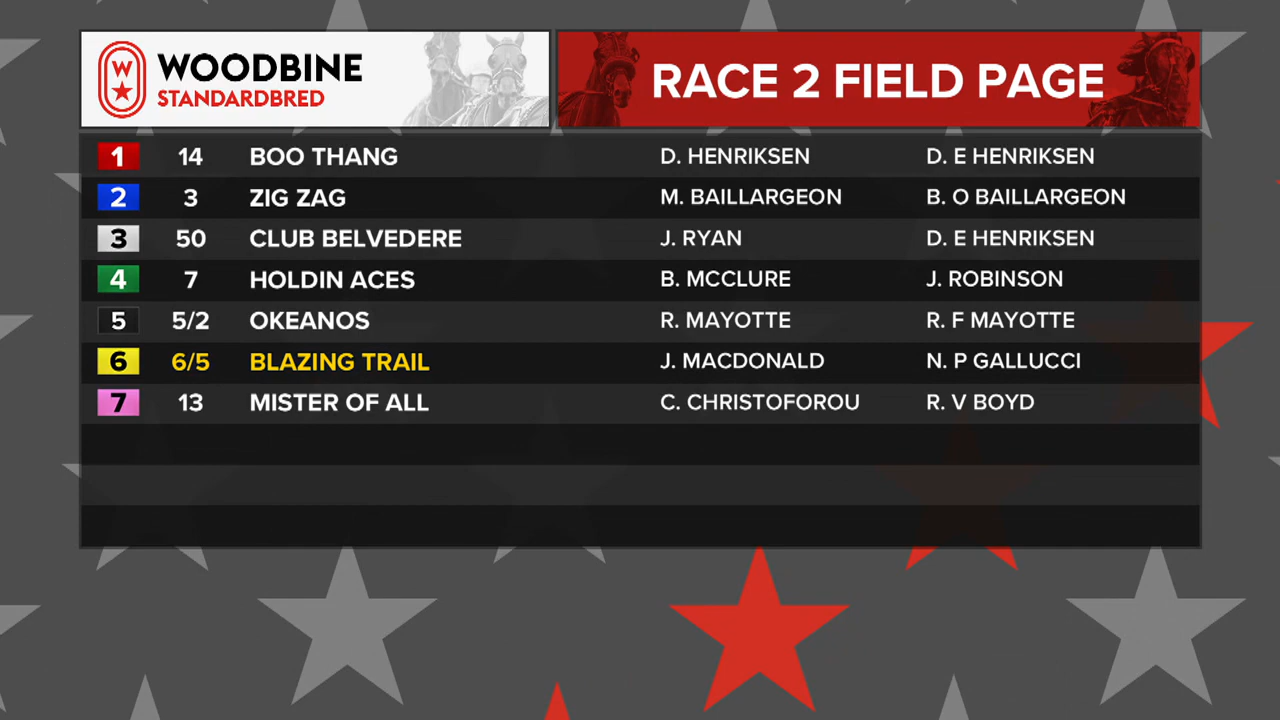 W
WOODBINE
STANDARDBRED
RACE 2 FIELD PAGE
1 14 BOO THANG D. HENRIKSEN D. E HENRIKSEN
2 3 ZIG ZAG M. BAILLARGEON B. O BAILLARGEON
3 50 CLUB BELVEDERE J. RYAN D. E HENRIKSEN
4 7 HOLDIN ACES B. MCCLURE J. ROBINSON
5 5/2 OKEANOS R. MAYOTTE R. F MAYOTTE
6 6/5 BLAZING TRAIL J. MACDONALD N. P GALLUCCI
7 13 MISTER OF ALL C. CHRISTOFOROU R. V BOYD